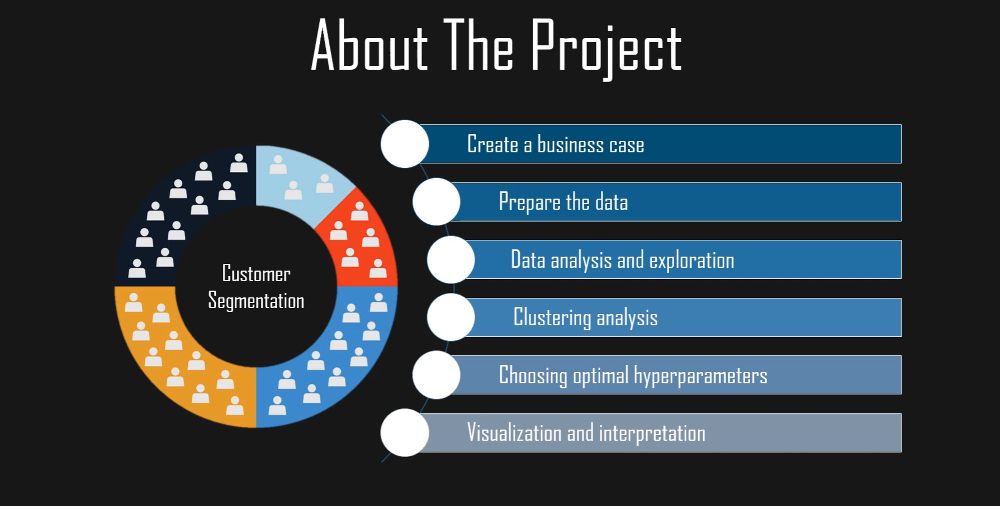 About The Project
Customer
Segmentation
Create a business case
Prepare the data
Data analysis and exploration
Clustering analysis
Choosing optimal hyperparameters
Visualization and interpretation